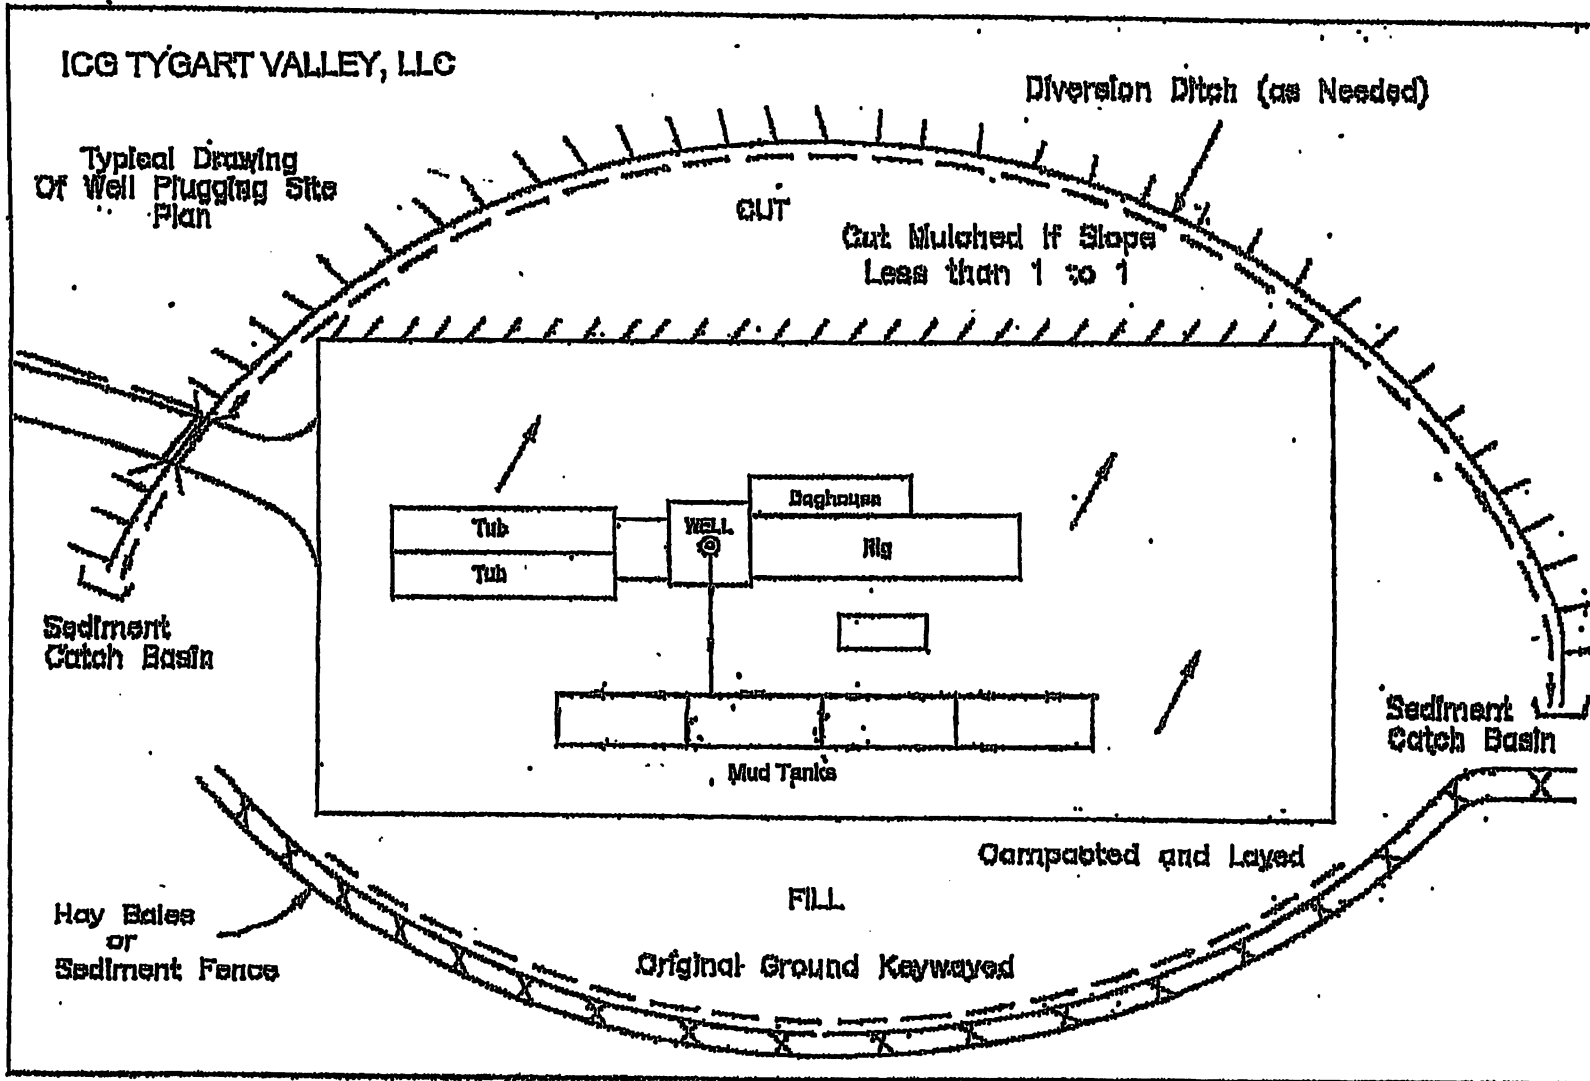 ICG TYGART VALLEY, LLC
Diversion Ditch (as Needed)
Typical Drawing
Of Well Plugging Site
Plan
CUT
Cut Mulched If Slope
Less than 1 to 1
Doghouse
Tub
WELL
Rig
Tub
Sediment
Catch Basin
Sediment
Catch Basin
Mud Tanks
Compacted and Layed
FILL
Hay Bales
or
Sediment Fence
Original Ground Keywayed